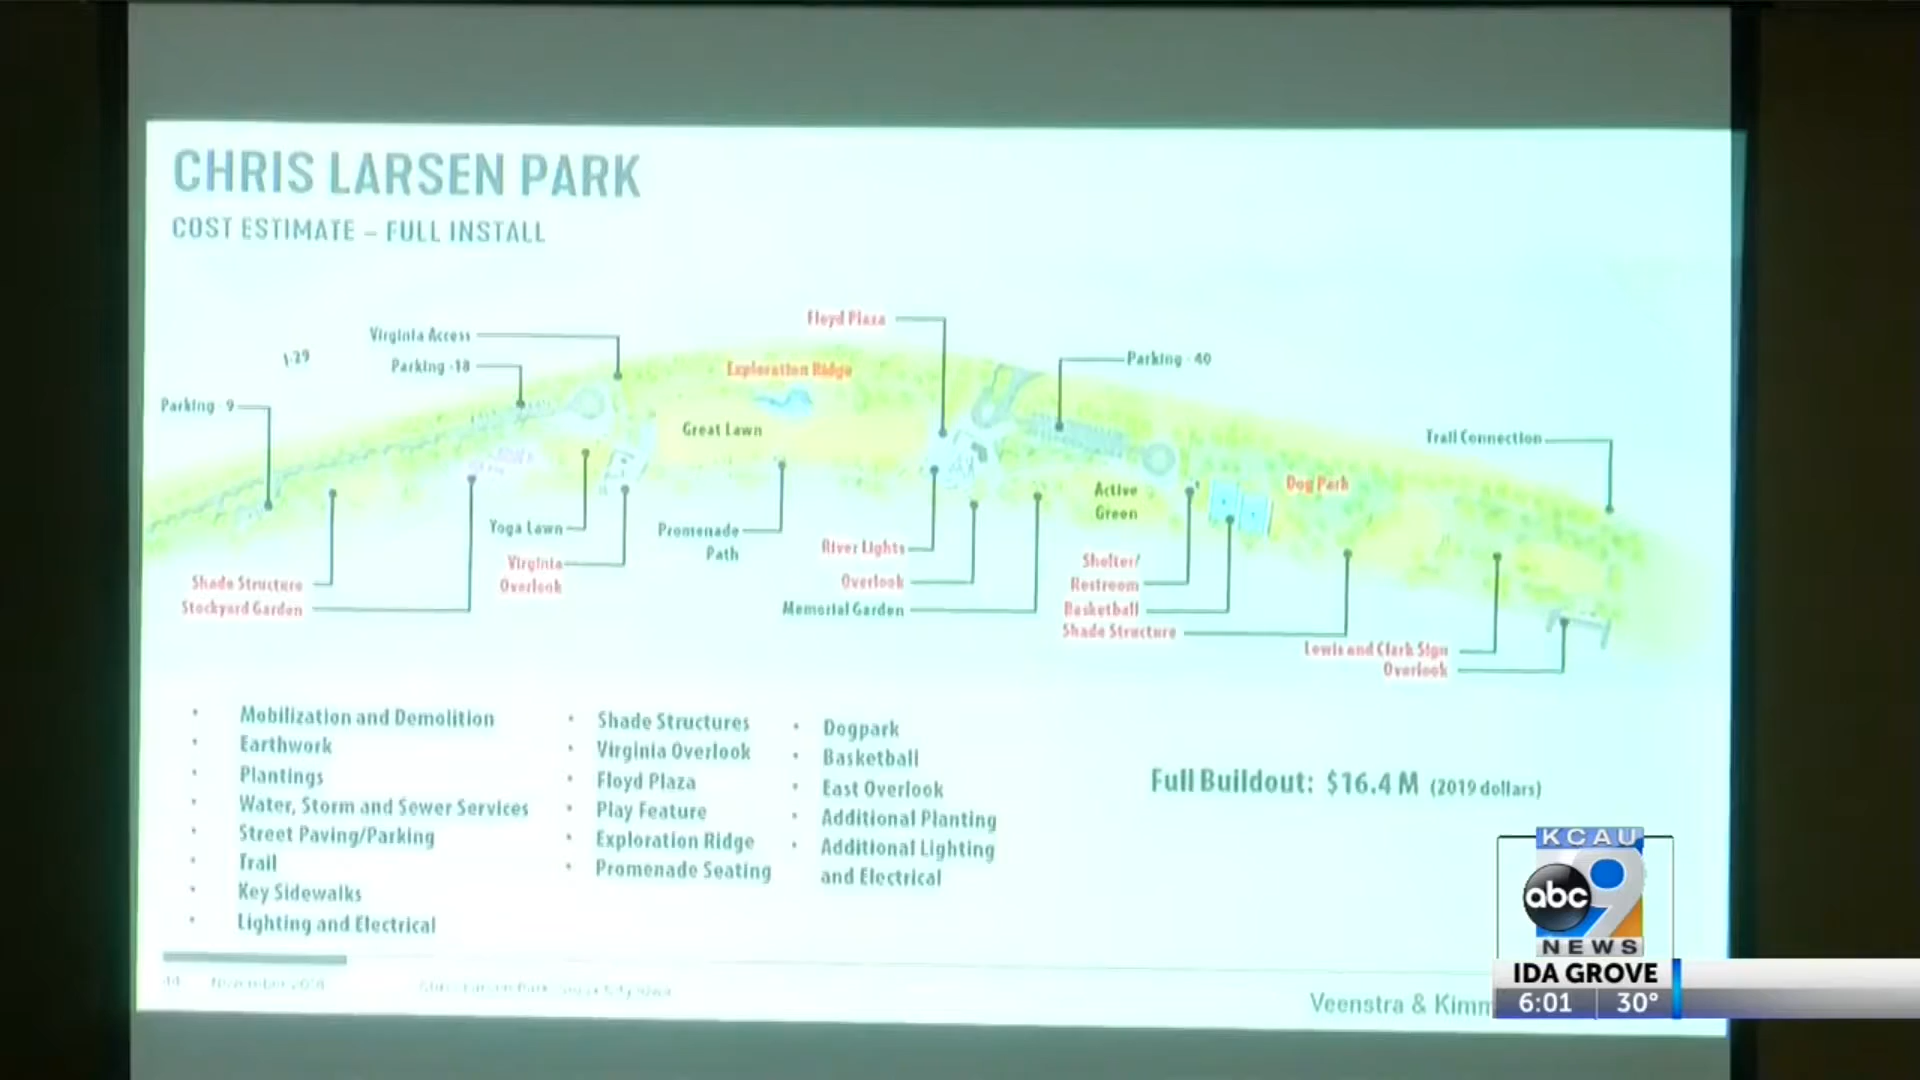 CHRIS LARSEN PARK
COST ESTIMATE – FULL INSTALL
Floyd Plaza
Virginia Access
I-29
Parking -18
Exploration Ridge
Parking - 40
Parking 9
Great Lawn
Trail Connection
Active
Green
Dog Park
Yoga Lawn
Promenade
Path
River Lights
Virginia
Overlook
Shade Structure
Stockyard Garden
Overlook
Memorial Garden
Shelter/
Restroom
Basketball
Shade Structure
Lewis and Clark Sign
Overlook
• Mobilization and Demolition
• Earthwork
• Plantings
• Water, Storm and Sewer Services
• Street Paving/Parking
• Trail
• Key Sidewalks
• Lighting and Electrical
• Shade Structures
• Virginia Overlook
• Floyd Plaza
• Play Feature
• Exploration Ridge
• Promenade Seating
• Dogpark
• Basketball
• East Overlook
• Additional Planting
• Additional Lighting
and Electrical
Full Buildout: $16.4 M (2019 dollars)
Chris Larsen Park
Veenstra & Kimm
KCAU
abc 9
NEWS
IDA GROVE
6:01 30°